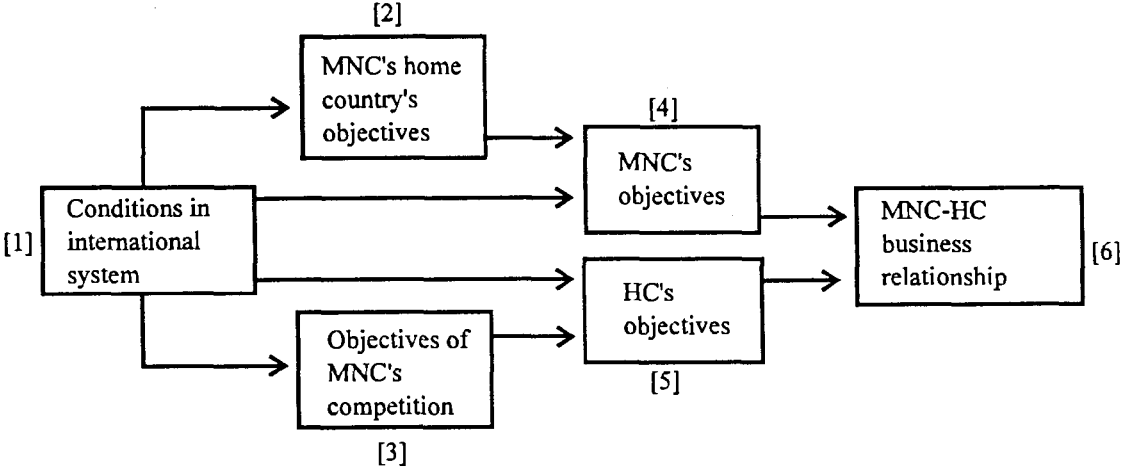 [2]
MNC's home
country's
objectives
[4]
MNC's
objectives
Conditions in
international
system
[1]
MNC-HC
business
relationship
[6]
HC's
objectives
[5]
Objectives of
MNC's
competition
[3]